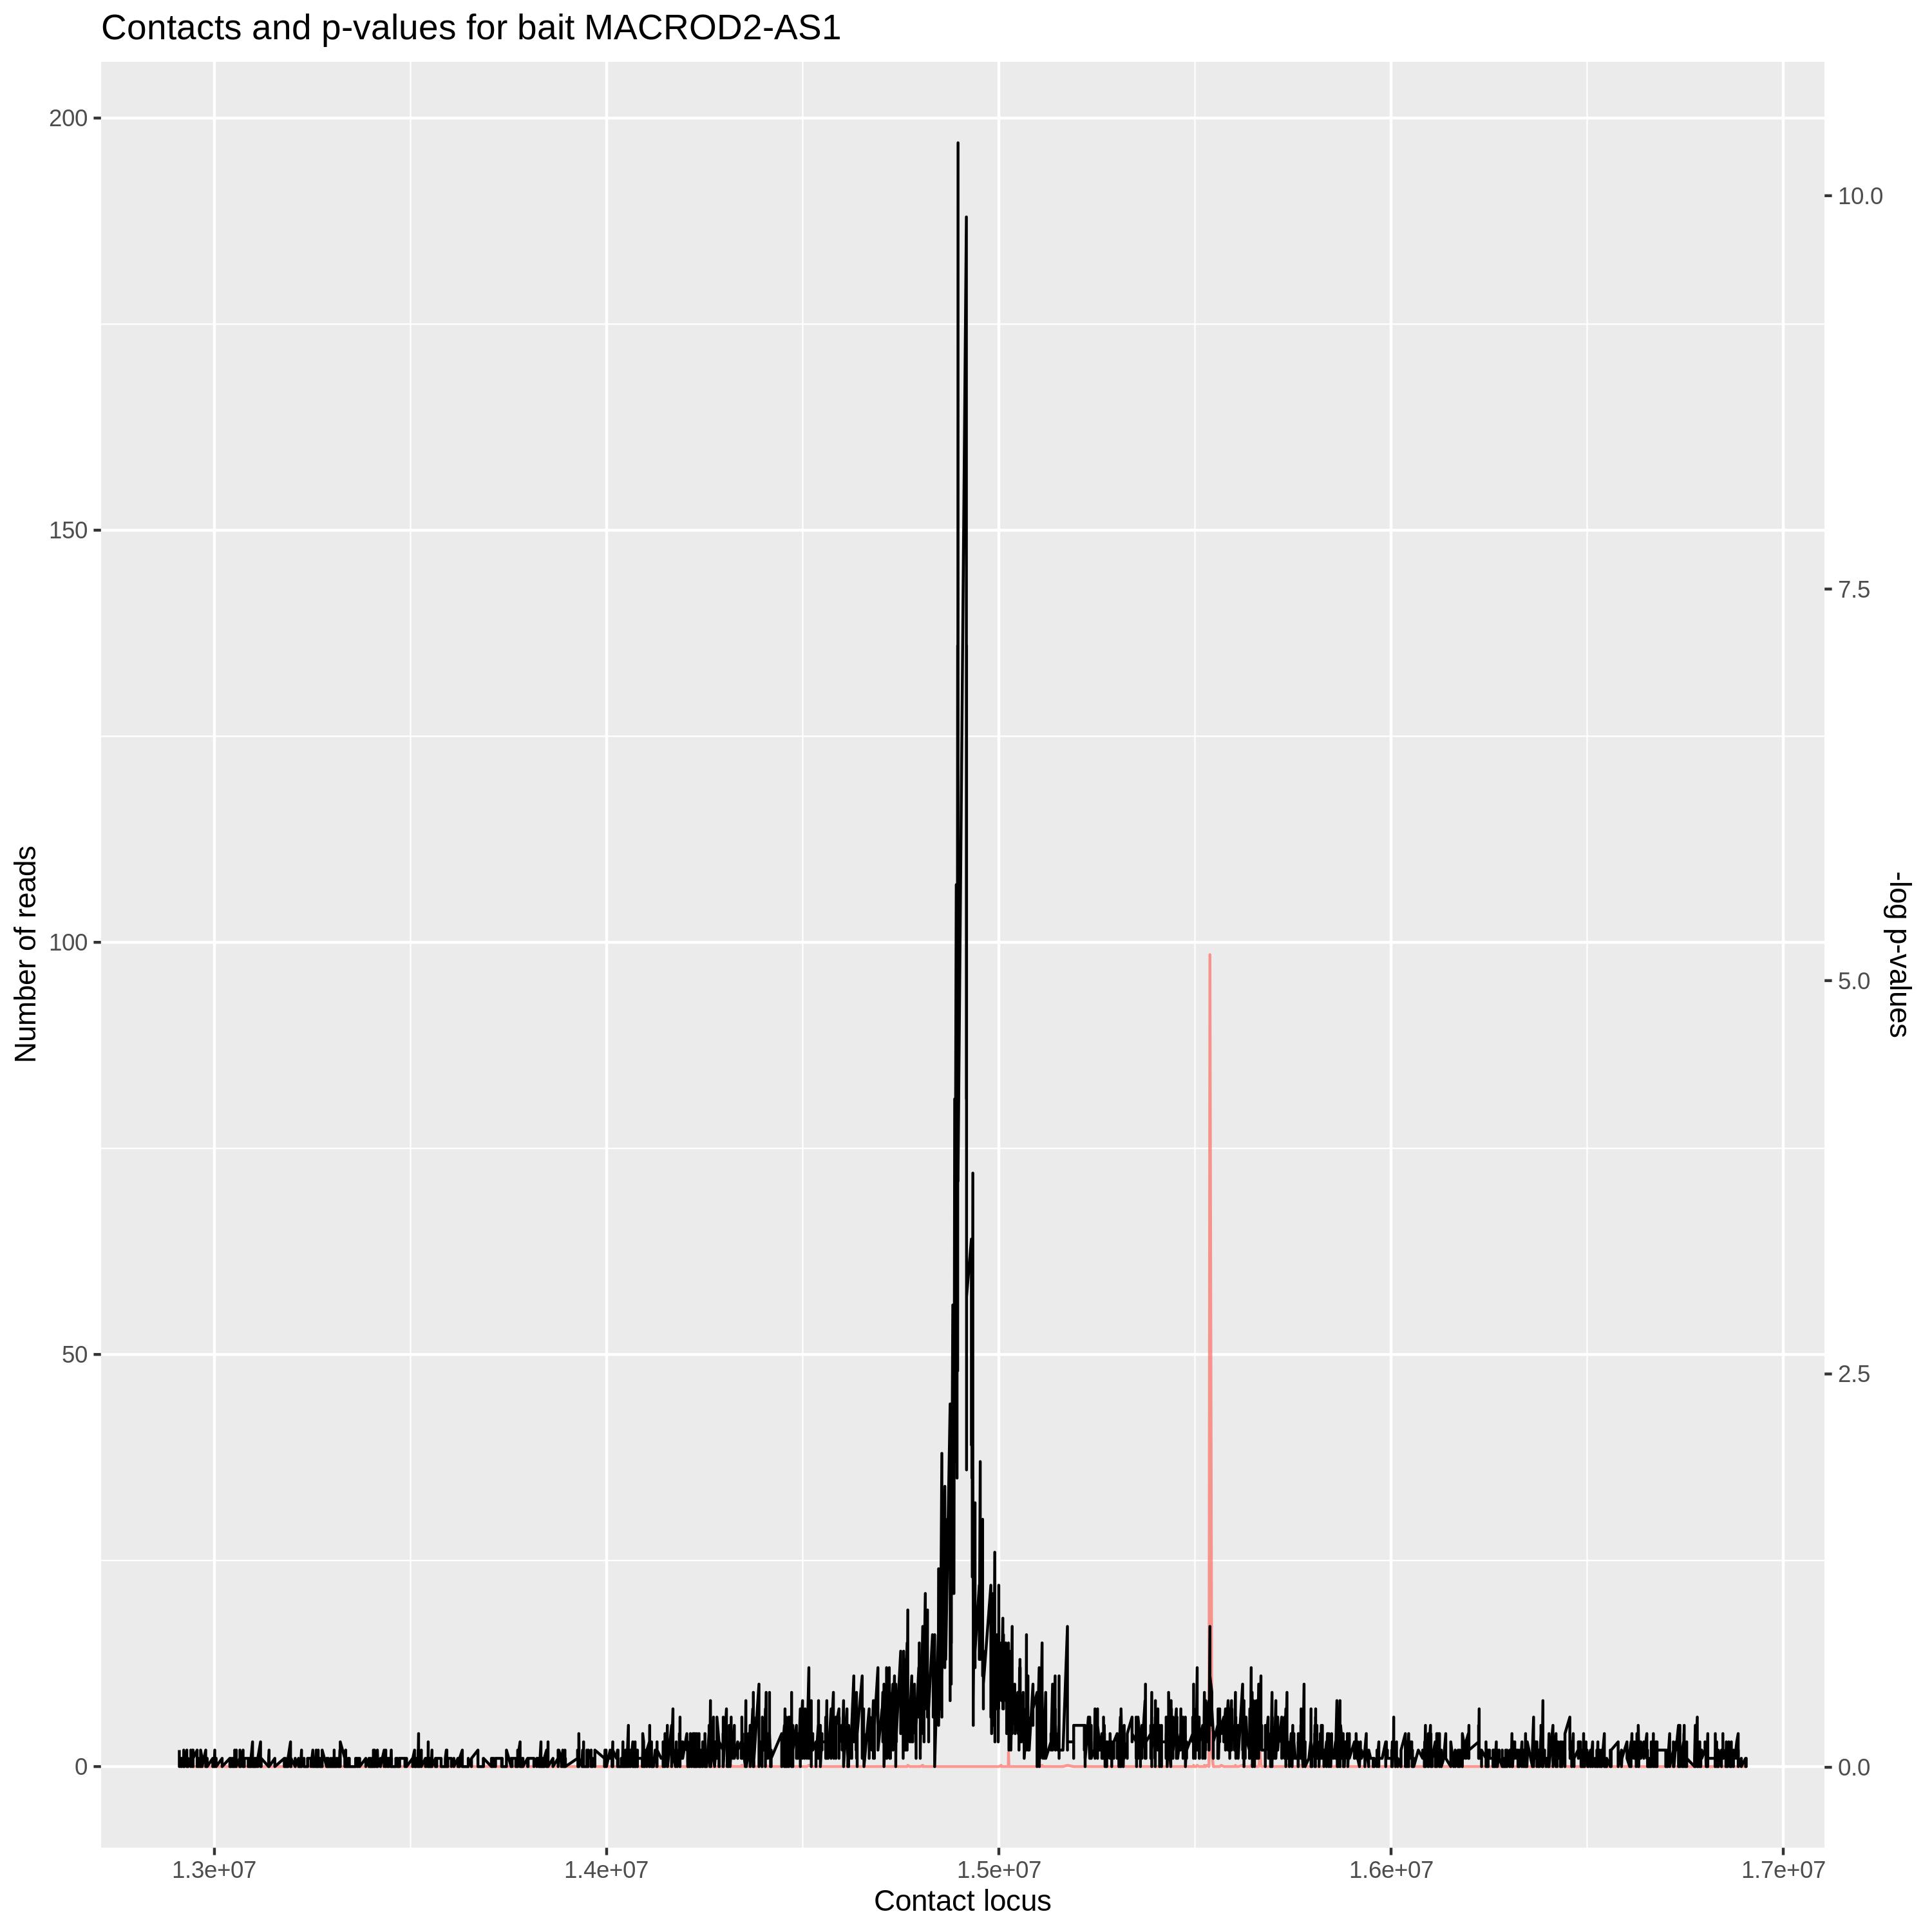 Contacts and p-values for bait MACROD2-AS1
200
150
100
50
0
Number of reads
10.0
7.5
5.0
2.5
0.0
-log p-values
1.3e+07
1.4e+07
1.5e+07
1.6e+07
1.7e+07
Contact locus